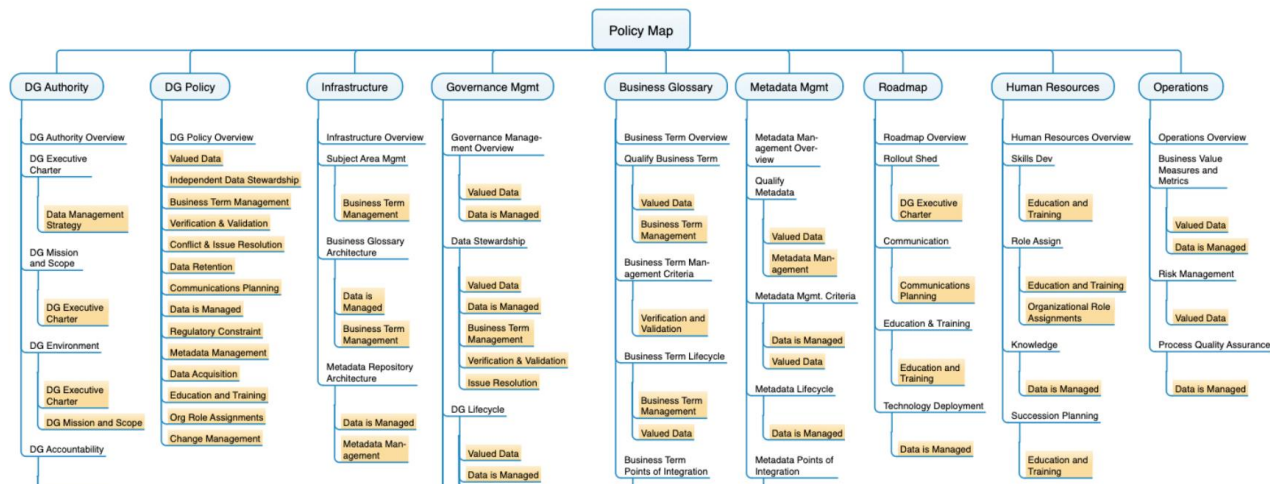 Policy Map
DG Authority
DG Authority Overview
DG Executive
Charter
Data Management
Strategy
DG Mission
and Scope
DG Executive
Charter
DG Environment
DG Executive
Charter
DG Mission and Scope
DG Accountability
DG Policy
DG Policy Overview
Valued Data
Independent Data Stewardship
Business Term Management
Verification & Validation
Conflict & Issue Resolution
Data Retention
Communications Planning
Data is Managed
Regulatory Constraint
Metadata Management
Data Acquisition
Education and Training
Org Role Assignments
Change Management
Infrastructure
Infrastructure Overview
Subject Area Mgmt
Business Term
Management
Business Glossary
Architecture
Data is
Managed
Business Term
Management
Metadata Repository
Architecture
Data is Managed
Metadata Man-
agement
Governance Mgmt
Governance Manage-
ment Overview
Valued Data
Data is Managed
Data Stewardship
Valued Data
Data is Managed
Business Term
Management
Verification & Validation
Issue Resolution
DG Lifecycle
Valued Data
Data is Managed
Business Glossary
Business Term Overview
Qualify Business Term
Valued Data
Business Term
Management
Business Term Man-
agement Criteria
Verification and
Validation
Business Term Lifecycle
Business Term
Management
Valued Data
Business Term
Points of Integration
Metadata Mgmt
Metadata Man-
agement Over-
view
Qualify
Metadata
Valued Data
Metadata Man-
agement
Metadata Mgmt. Criteria
Data is Managed
Valued Data
Metadata Lifecycle
Data is Managed
Metadata Points of
Integration
Roadmap
Roadmap Overview
Rollout Shed
DG Executive
Charter
Communication
Communications
Planning
Education & Training
Education and
Training
Technology Deployment
Data is Managed
Human Resources
Human Resources Overview
Skills Dev
Education and
Training
Role Assign
Education and Training
Organizational Role
Assignments
Knowledge
Data is Managed
Succession Planning
Education and
Training
Operations
Operations Overview
Business Value
Measures and
Metrics
Valued Data
Data is Managed
Risk Management
Valued Data
Process Quality Assurance
Data is Managed